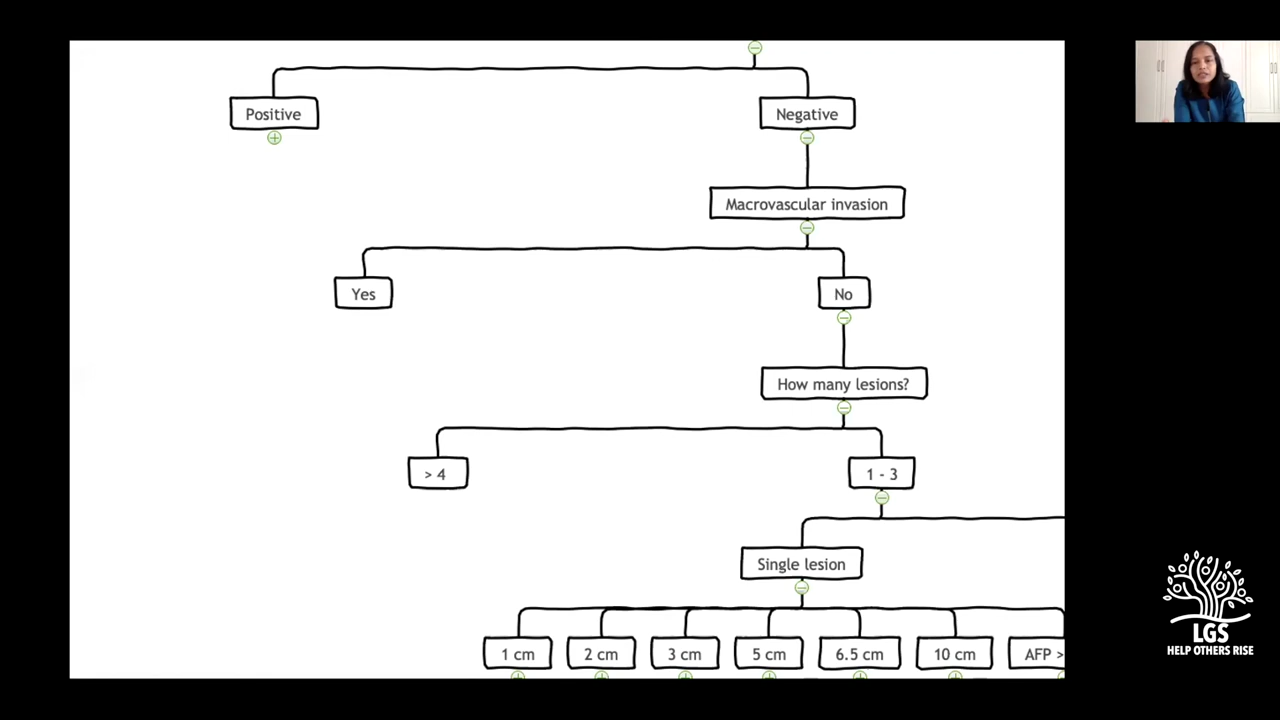 Positive
Negative
Macrovascular invasion
Yes
No
How many lesions?
> 4
1 - 3
Single lesion
1 cm
2 cm
3 cm
5 cm
6.5 cm
10 cm
AFP >
LGS
HELP OTHERS RISE